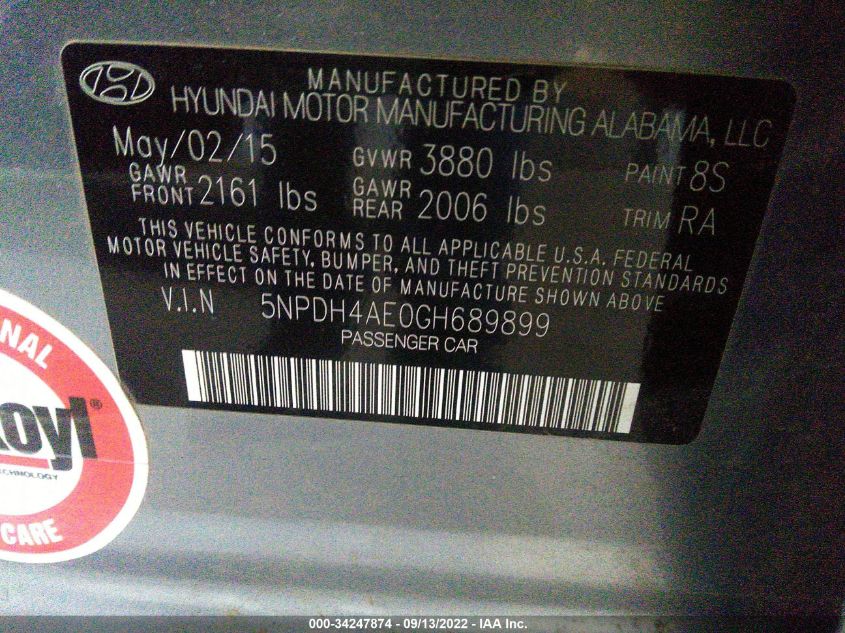 MANUFACTURED BY
HYUNDAI MOTOR MANUFACTURING ALABAMA, LLC
May/02/15 GVWR 3880 lbs PAINT 8S
GAWR FRONT 2161 lbs GAWR REAR 2006 lbs TRIM RA
THIS VEHICLE CONFORMS TO ALL APPLICABLE U.S.A. FEDERAL
MOTOR VEHICLE SAFETY, BUMPER, AND THEFT PREVENTION STANDARDS
IN EFFECT ON THE DATE OF MANUFACTURE SHOWN ABOVE
V.I.N 5NPDH4AE0GH689899
PASSENGER CAR
NAL
oyl®
ECHNOLOGY
CARE
000-34247874 - 09/13/2022 - IAA Inc.